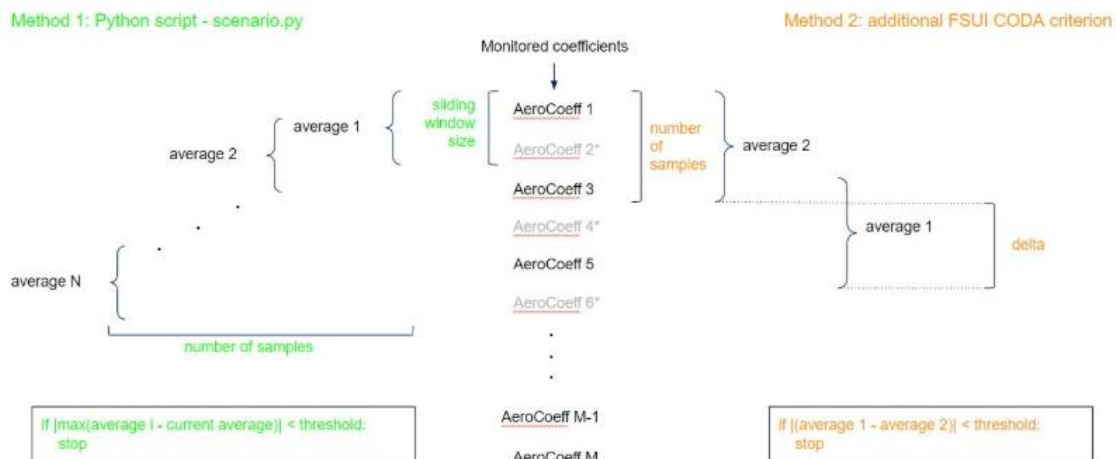 Method 1: Python script - scenario.py
Method 2: additional FSUI CODA criterion
Monitored coefficients
sliding
window
size
AeroCoeff 1
AeroCoeff 2*
AeroCoeff 3
AeroCoeff 4*
AeroCoeff 5
AeroCoeff 6*
AeroCoeff M-1
AeroCoeff M
average 1
average 2
average N
number of samples
number
of
samples
average 2
average 1
delta
if |max(average i - current average)| < threshold:
stop
if |(average 1 - average 2)| < threshold:
stop